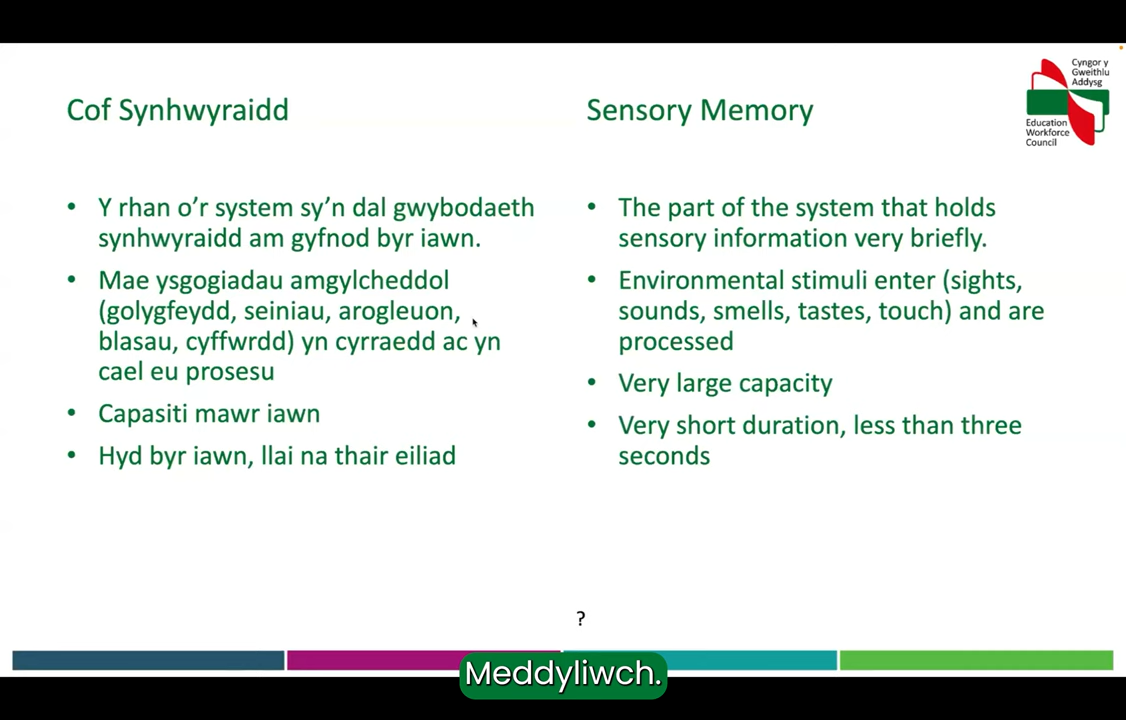 Cyngor y
Gweithlu
Addysg
Education
Workforce
Council
Cof Synhwyraidd
• Y rhan o’r system sy’n dal gwybodaeth
synhwyraidd am gyfnod byr iawn.
• Mae ysgogiadau amgylcheddol
(golygfeydd, seiniau, arogleuon,
blasau, cyffwrdd) yn cyrraedd ac yn
cael eu prosesu
• Capasiti mawr iawn
• Hyd byr iawn, llai na thair eiliad
Sensory Memory
• The part of the system that holds
sensory information very briefly.
• Environmental stimuli enter (sights,
sounds, smells, tastes, touch) and are
processed
• Very large capacity
• Very short duration, less than three
seconds
?
Meddyliwch.